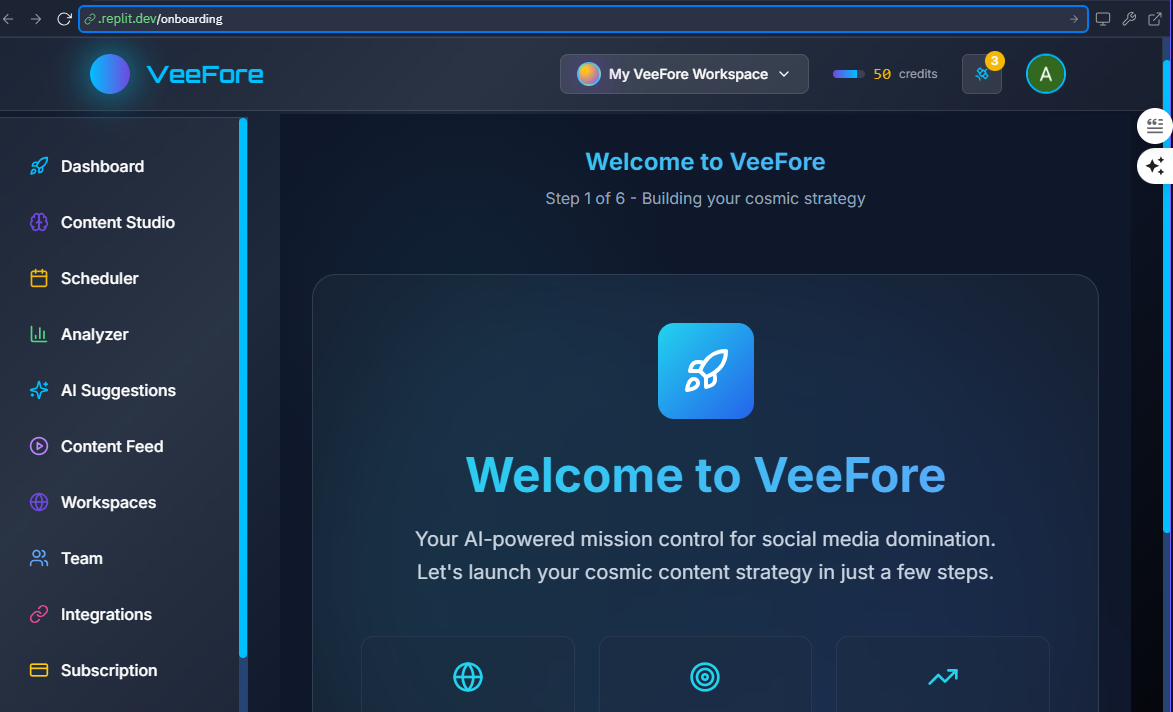 .replit.dev/onboarding
VeeFore
My VeeFore Workspace
50 credits
3
A
Dashboard
Content Studio
Scheduler
Analyzer
AI Suggestions
Content Feed
Workspaces
Team
Integrations
Subscription
Welcome to VeeFore
Step 1 of 6 - Building your cosmic strategy
Welcome to VeeFore
Your AI-powered mission control for social media domination.
Let's launch your cosmic content strategy in just a few steps.